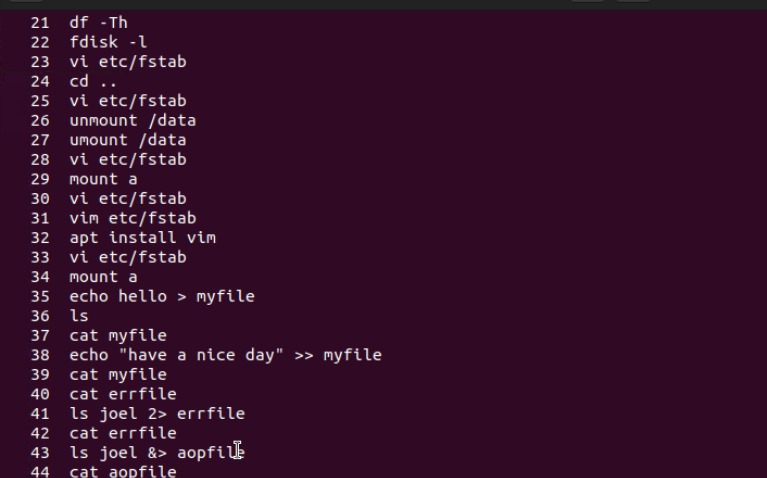 21 df -Th
22 fdisk -l
23 vi etc/fstab
24 cd ..
25 vi etc/fstab
26 unmount /data
27 umount /data
28 vi etc/fstab
29 mount a
30 vi etc/fstab
31 vim etc/fstab
32 apt install vim
33 vi etc/fstab
34 mount a
35 echo hello > myfile
36 ls
37 cat myfile
38 echo "have a nice day" >> myfile
39 cat myfile
40 cat errfile
41 ls joel 2> errfile
42 cat errfile
43 ls joel &> aopfile
44 cat aopfile